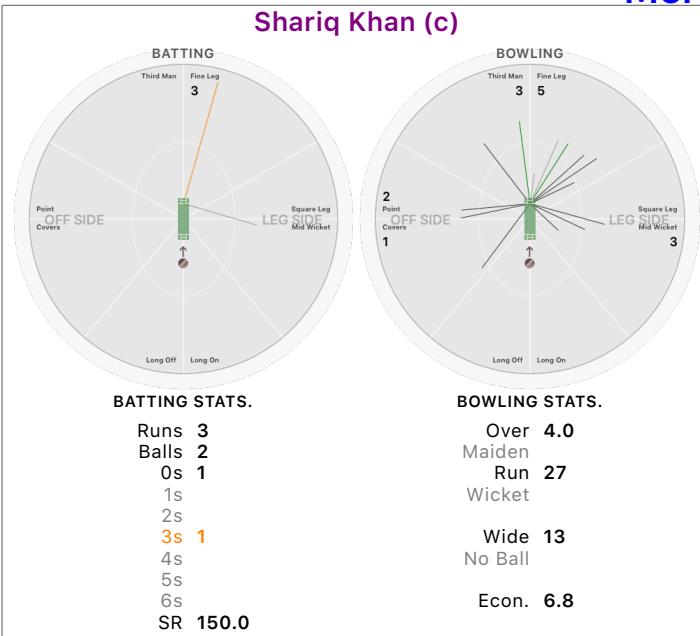 Shariq Khan (c)
BATTING
Third Man
Fine Leg
3
Point
OFF SIDE
Covers
Square Leg
LEG SIDE
Mid Wicket
Long Off
Long On
BOWLING
Third Man
Fine Leg
3
5
2
Point
OFF SIDE
Covers
1
Square Leg
LEG SIDE
Mid Wicket
3
Long Off
Long On
BATTING STATS.
Runs 3
Balls 2
0s 1
1s
2s
3s 1
4s
5s
6s
SR 150.0
BOWLING STATS.
Over 4.0
Maiden
Run 27
Wicket
Wide 13
No Ball
Econ. 6.8